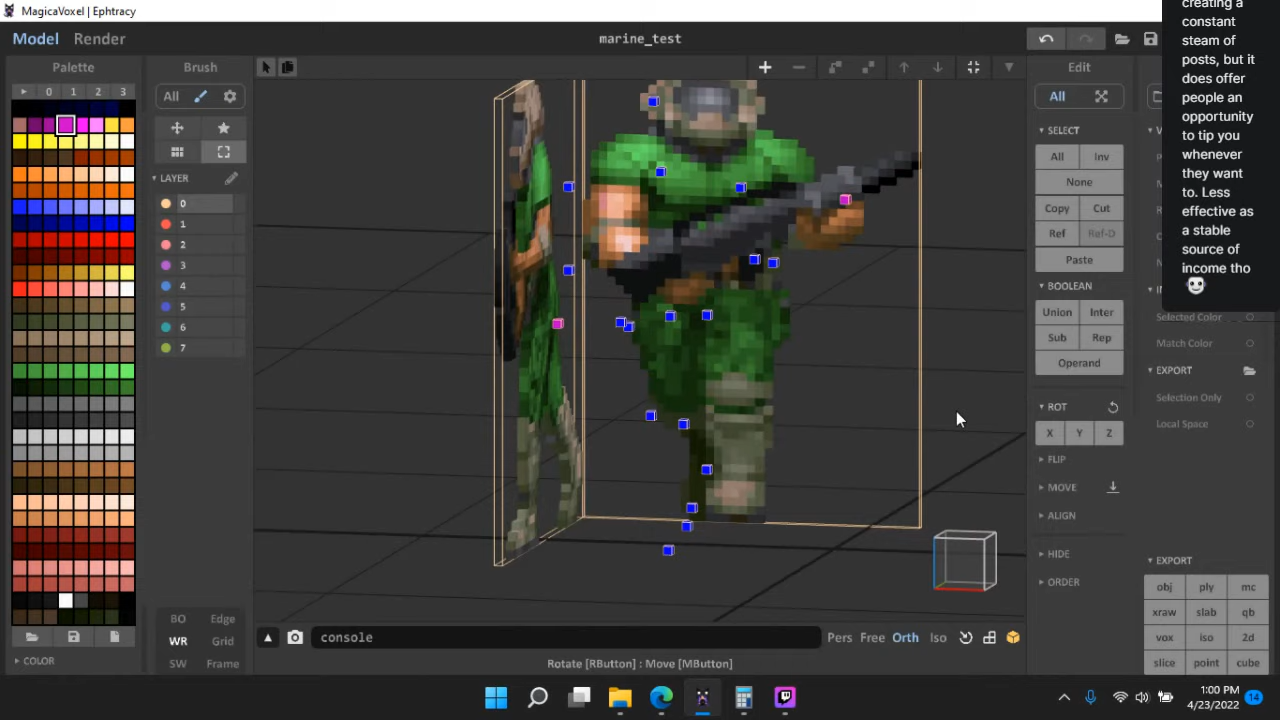 MagicaVoxel | Ephtracy
Model Render
marine_test
Palette
Brush
Edit
0 1 2 3
All
All
LAYER
0
1
2
3
4
5
6
7
SELECT
All Inv
None
Copy Cut
Ref Ref-D
Paste
BOOLEAN
Union Inter
Sub Rep
Operand
ROT
X Y Z
FLIP
MOVE
ALIGN
HIDE
ORDER
creating a
constant
steam of
posts, but it
does offer
people an
opportunity
to tip you
whenever
they want
to. Less
effective as
a stable
source of
income tho
Selected Color
Match Color
EXPORT
Selection Only
Local Space
EXPORT
obj ply mc
xraw slab qb
vox iso 2d
slice point cube
BO Edge
WR Grid
SW Frame
COLOR
console
Pers Free Orth Iso
Rotate [RButton] : Move [MButton]
1:00 PM
4/23/2022
14